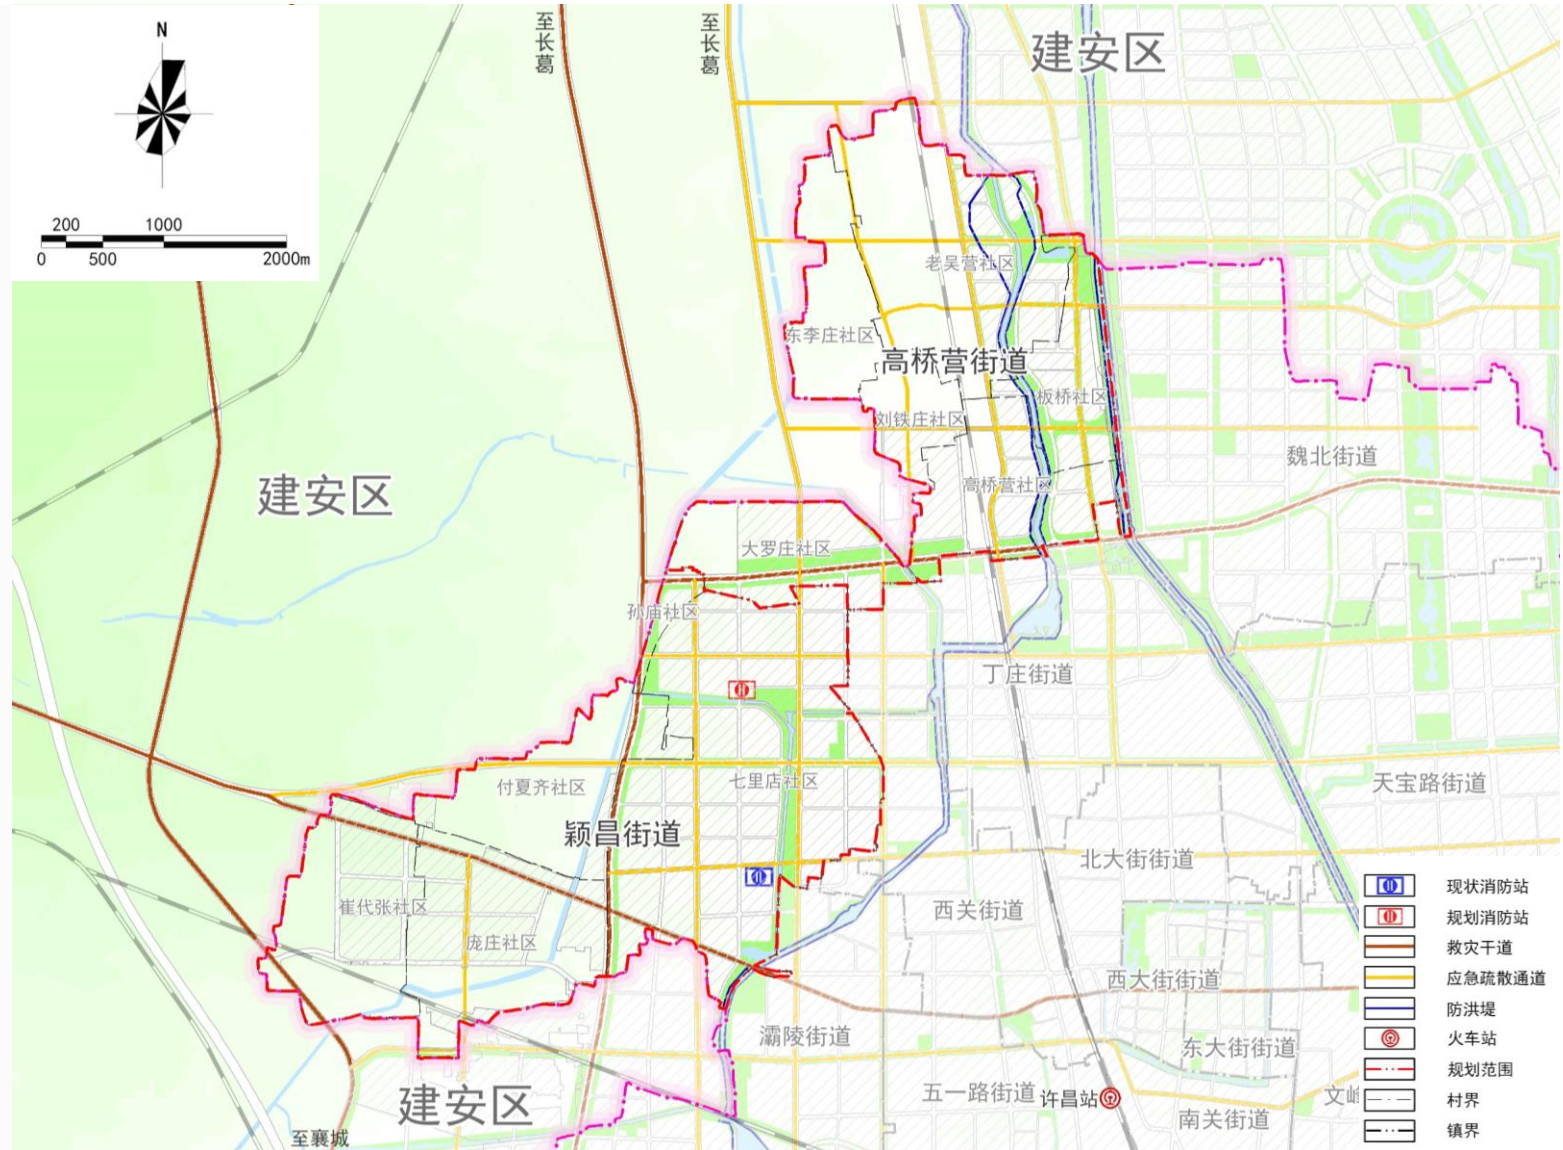 N
200
1000
0
500
2000m
至长葛
至长葛
建安区
老吴营社区
东李庄社区
高桥营街道
板桥社区
刘铁庄社区
魏北街道
建安区
高桥营社区
大罗庄社区
孙庙社区
丁庄街道
付夏齐社区
七里店社区
天宝路街道
颖昌街道
北大街街道
崔代张社区
西关街道
庞庄社区
西大街街道
灞陵街道
东大街街道
建安区
五一路街道
许昌站
南关街道
至襄城
现状消防站
规划消防站
救灾干道
应急疏散通道
防洪堤
火车站
规划范围
村界
镇界